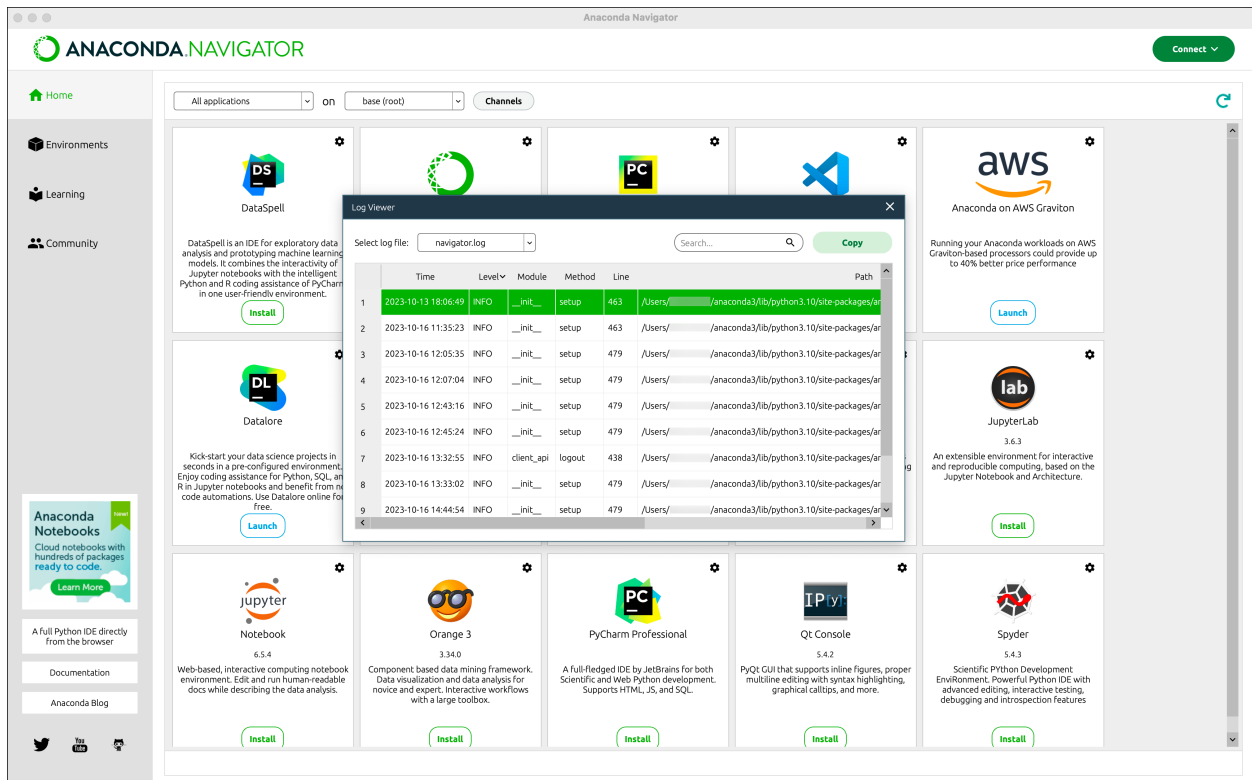 Anaconda Navigator
ANACONDA.NAVIGATOR
Connect
Home
Environments
Learning
Community
All applications
on
base (root)
Channels
DS
DataSpell
DataSpell is an IDE for exploratory data
analysis and prototyping machine learning
models. It combines the interactivity of
Jupyter notebooks with the intelligent
Python and R coding assistance of PyCharm
in one user-friendly environment.
Install
PC
aws
Anaconda on AWS Graviton
Running your Anaconda workloads on AWS
Graviton-based processors could provide up
to 40% better price performance
Launch
Log Viewer
Select log file:
navigator.log
Search...
Copy
Time Level Module Method Line Path
1 2023-10-13 18:06:49 INFO __init__ setup 463 /Users/ /anaconda3/lib/python3.10/site-packages/ar
2 2023-10-16 11:35:23 INFO __init__ setup 463 /Users/ /anaconda3/lib/python3.10/site-packages/ar
3 2023-10-16 12:05:35 INFO __init__ setup 479 /Users/ /anaconda3/lib/python3.10/site-packages/ar
4 2023-10-16 12:07:04 INFO __init__ setup 479 /Users/ /anaconda3/lib/python3.10/site-packages/ar
5 2023-10-16 12:43:16 INFO __init__ setup 479 /Users/ /anaconda3/lib/python3.10/site-packages/ar
6 2023-10-16 12:45:24 INFO __init__ setup 479 /Users/ /anaconda3/lib/python3.10/site-packages/ar
7 2023-10-16 13:32:55 INFO client_api logout 438 /Users/ /anaconda3/lib/python3.10/site-packages/ar
8 2023-10-16 13:33:02 INFO __init__ setup 479 /Users/ /anaconda3/lib/python3.10/site-packages/ar
9 2023-10-16 14:44:54 INFO __init__ setup 479 /Users/ /anaconda3/lib/python3.10/site-packages/ar
DL
Datalore
Kick-start your data science projects in
seconds in a pre-configured environment.
Enjoy coding assistance for Python, SQL, an
R in Jupyter notebooks and benefit from no
code automations. Use Datalore online for
free.
Launch
lab
JupyterLab
3.6.3
An extensible environment for interactive
and reproducible computing, based on the
Jupyter Notebook and Architecture.
Install
Anaconda
Notebooks
New!
Cloud notebooks with
hundreds of packages
ready to code.
Learn More
A full Python IDE directly
from the browser
Documentation
Anaconda Blog
You
Tube
jupyter
Notebook
6.5.4
Web-based, interactive computing notebook
environment. Edit and run human-readable
docs while describing the data analysis.
Install
Orange 3
3.34.0
Component based data mining framework.
Data visualization and data analysis for
novice and expert. Interactive workflows
with a large toolbox.
Install
PC
PyCharm Professional
A full-fledged IDE by JetBrains for both
Scientific and Web Python development.
Supports HTML, JS, and SQL.
Install
IP[y]:
Qt Console
5.4.2
PyQt GUI that supports inline figures, proper
multiline editing with syntax highlighting,
graphical calltips, and more.
Install
Spyder
5.4.3
Scientific PYthon Development
EnviRonment. Powerful Python IDE with
advanced editing, interactive testing,
debugging and introspection features
Install